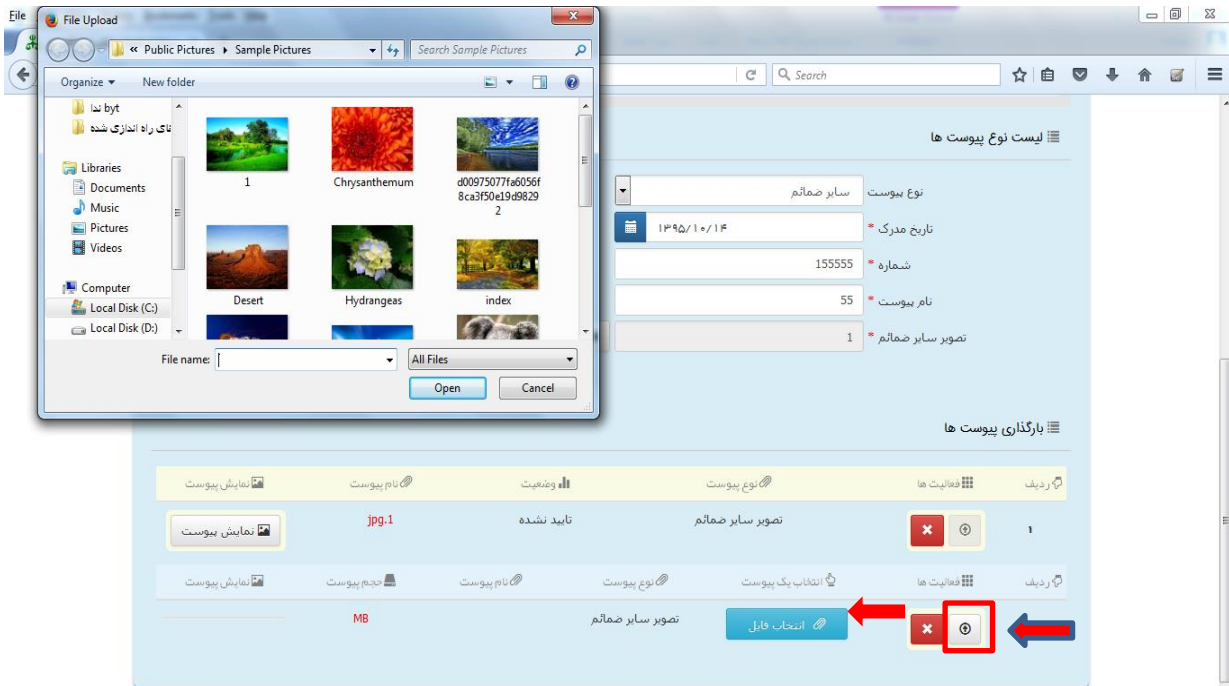 File
File Upload
« Public Pictures ▸ Sample Pictures
Search Sample Pictures
Search
Organize
New folder
ندا byt
های راه اندازی شده
Libraries
Documents
Music
Pictures
Videos
Computer
Local Disk (C:)
Local Disk (D:)
1
Chrysanthemum
d00975077fa6056f
8ca3f50e19d9829
2
Desert
Hydrangeas
index
File name:
All Files
Open
Cancel
لیست نوع پیوست ها
نوع پیوست
سایر ضمائم
تاریخ مدرک *
۱۳۹۵/۱۰/۱۴
شماره *
155555
نام پیوست *
55
تصویر سایر ضمائم *
1
بارگذاری پیوست ها
ردیف فعالیت ها نوع پیوست وضعیت نام پیوست نمایش پیوست
۱ تصویر سایر ضمائم تایید نشده jpg.1 نمایش پیوست
ردیف فعالیت ها انتخاب یک پیوست نوع پیوست نام پیوست حجم پیوست نمایش پیوست
انتخاب فایل تصویر سایر ضمائم MB